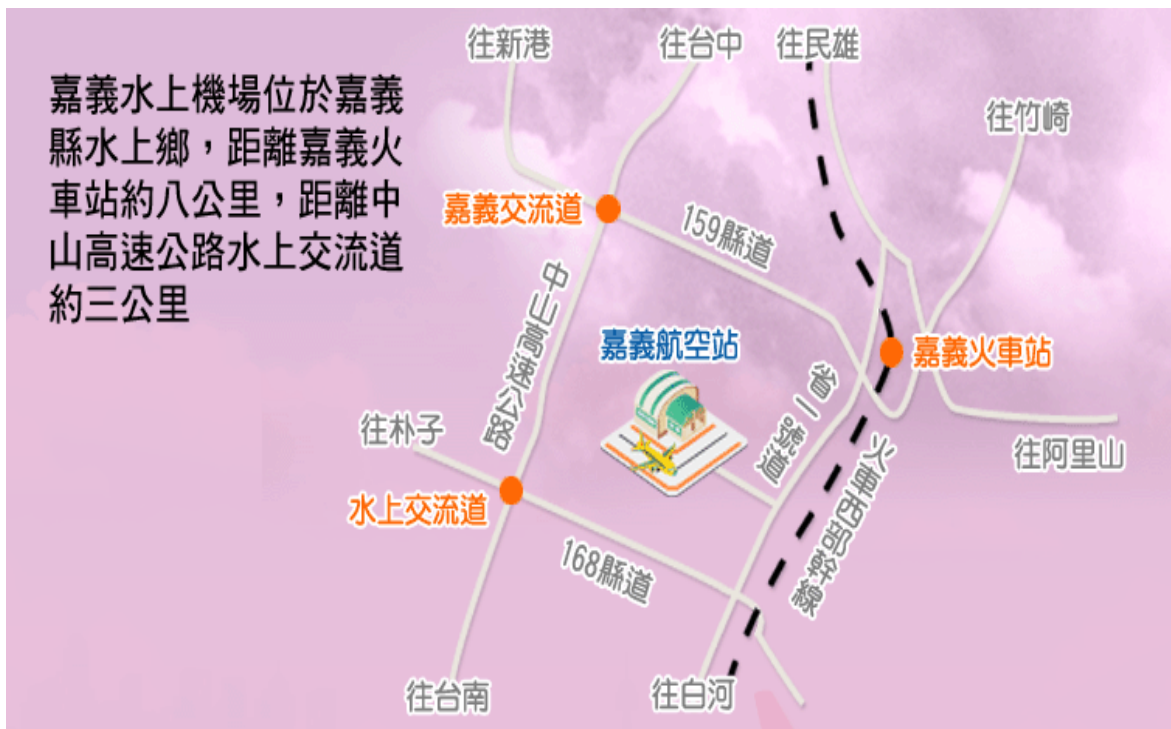 嘉義水上機場位於嘉義
縣水上鄉，距離嘉義火
車站約八公里，距離中
山高速公路水上交流道
約三公里
往新港
往台中
往民雄
往竹崎
嘉義交流道
159縣道
中山高速公路
嘉義航空站
省一號道
嘉義火車站
往朴子
往阿里山
水上交流道
火車西部幹線
168縣道
往台南
往白河